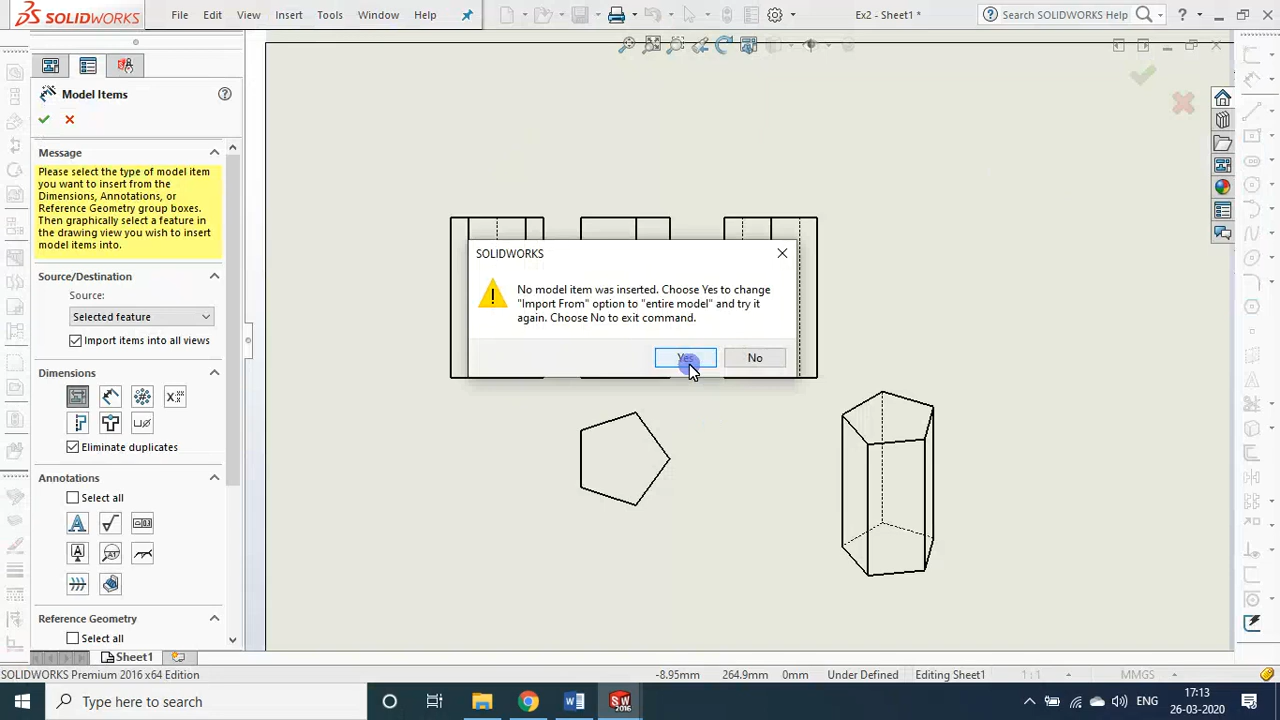 SOLIDWORKS File Edit View Insert Tools Window Help Ex2 - Sheet1 * Search SOLIDWORKS Help ?
Model Items
Message
Please select the type of model item
you want to insert from the
Dimensions, Annotations, or
Reference Geometry group boxes.
Then graphically select a feature in
the drawing view you wish to insert
model items into.
Source/Destination
Source:
Selected feature
Import items into all views
Dimensions
Eliminate duplicates
Annotations
Select all
Reference Geometry
Select all
SOLIDWORKS
No model item was inserted. Choose Yes to change
"Import From" option to "entire model" and try it
again. Choose No to exit command.
Yes No
Sheet1
SOLIDWORKS Premium 2016 x64 Edition -8.95mm 264.9mm 0mm Under Defined Editing Sheet1 1:1 MMGS
Type here to search ENG 17:13
26-03-2020